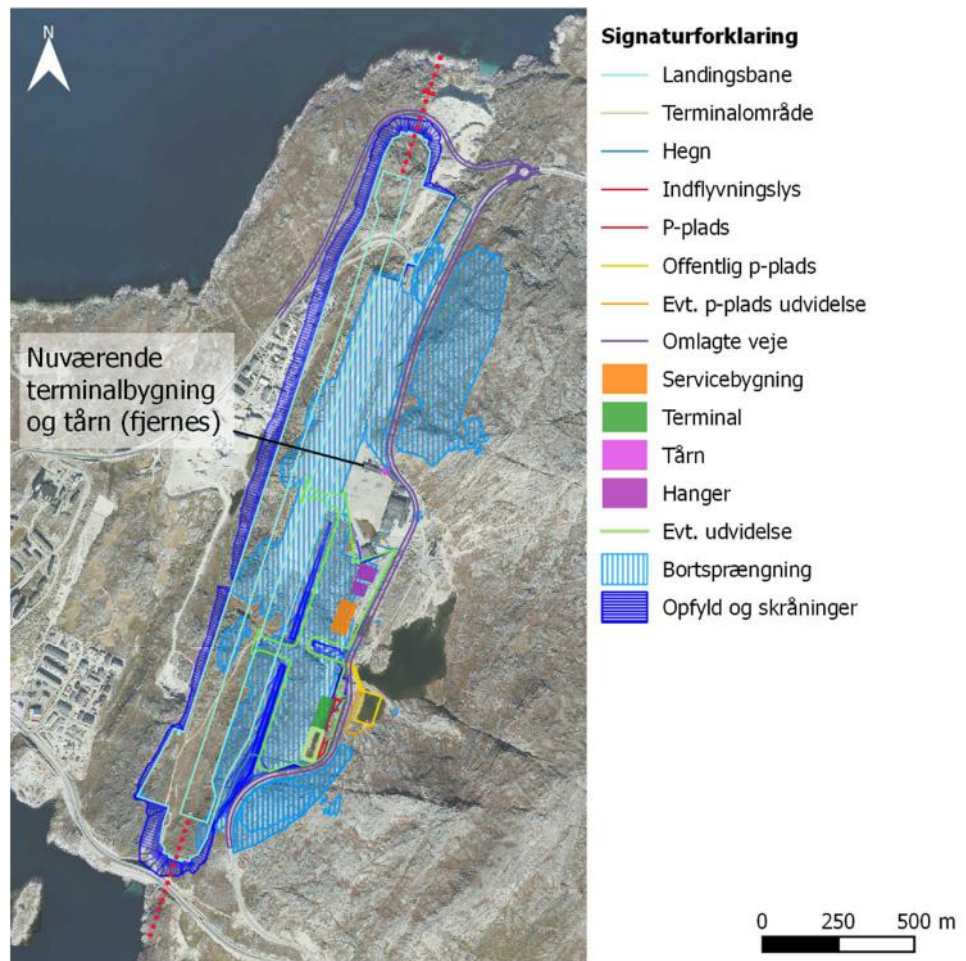 N
Nuværende
terminalbygning
og tårn (fjernes)
Signaturforklaring
Landingsbane
Terminalområde
Hegn
Indflyvningslys
P-plads
Offentlig p-plads
Evt. p-plads udvidelse
Omlagte veje
Servicebygning
Terminal
Tårn
Hanger
Evt. udvidelse
Bortsprængning
Opfyld og skråninger
0 250 500 m